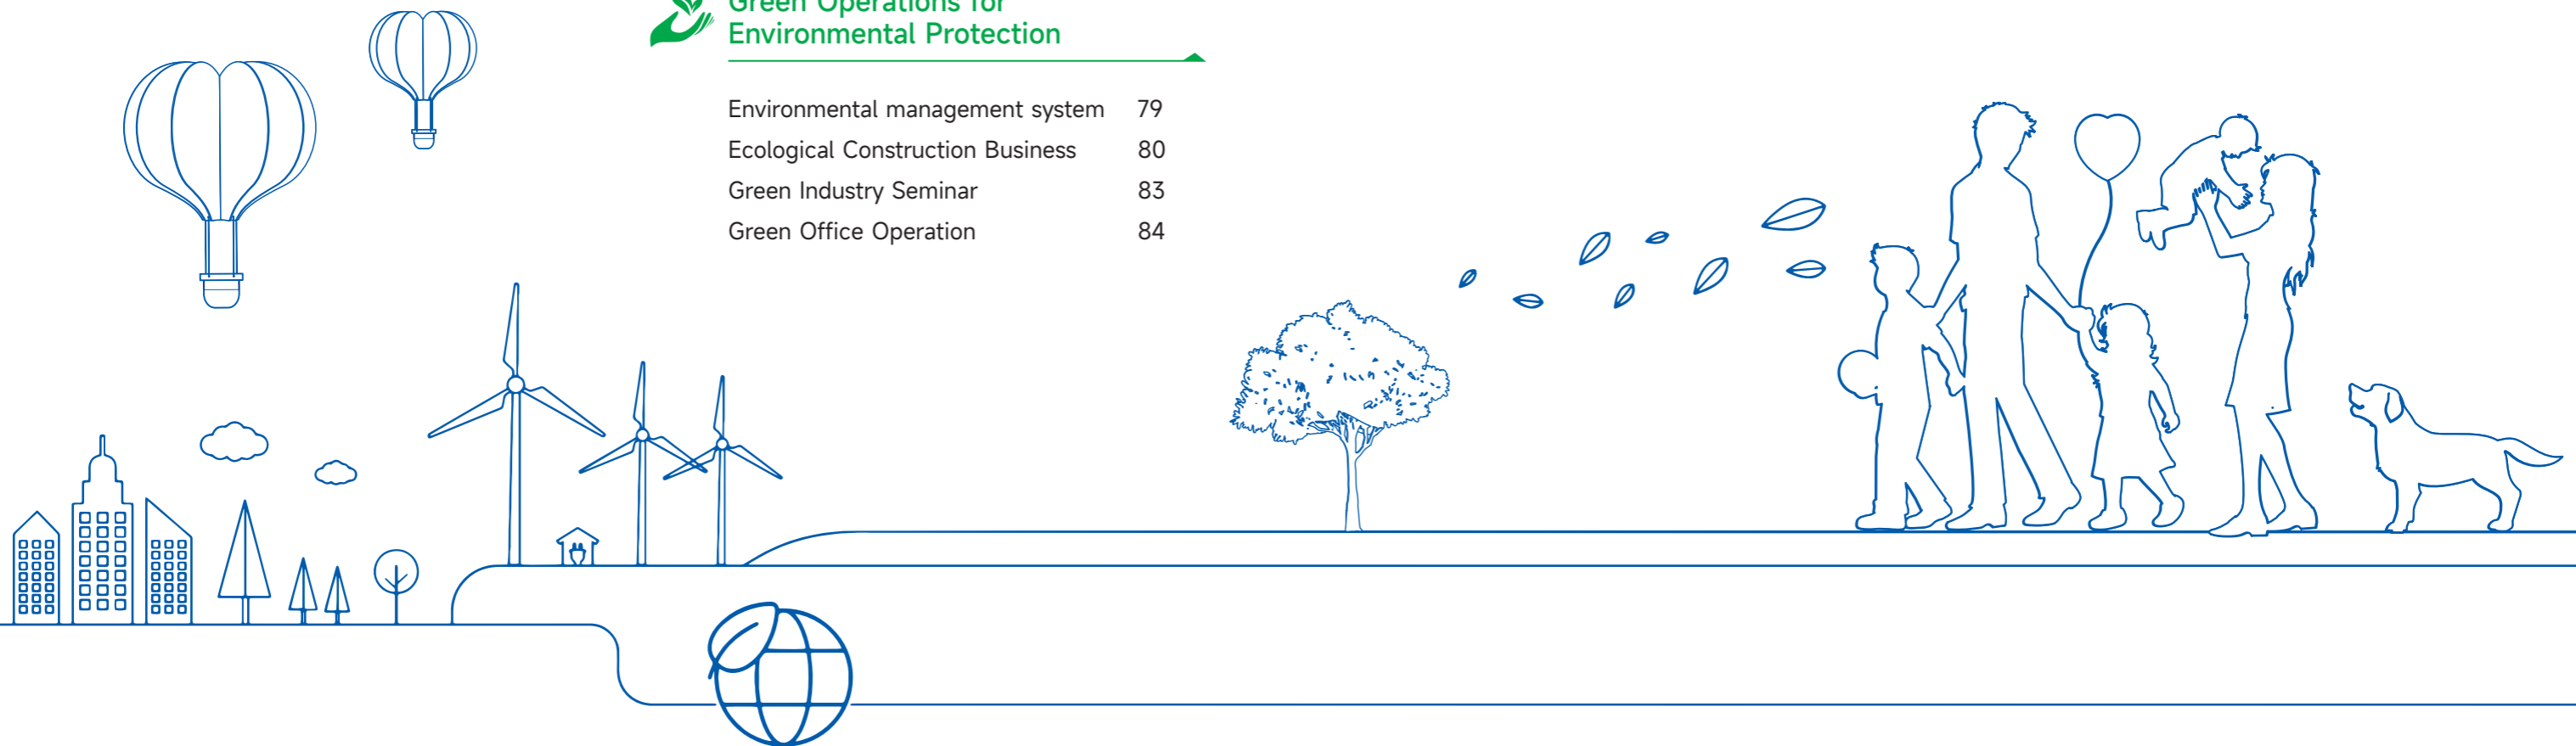 Green Operations for
Environmental Protection
Environmental management system 79
Ecological Construction Business 80
Green Industry Seminar 83
Green Office Operation 84